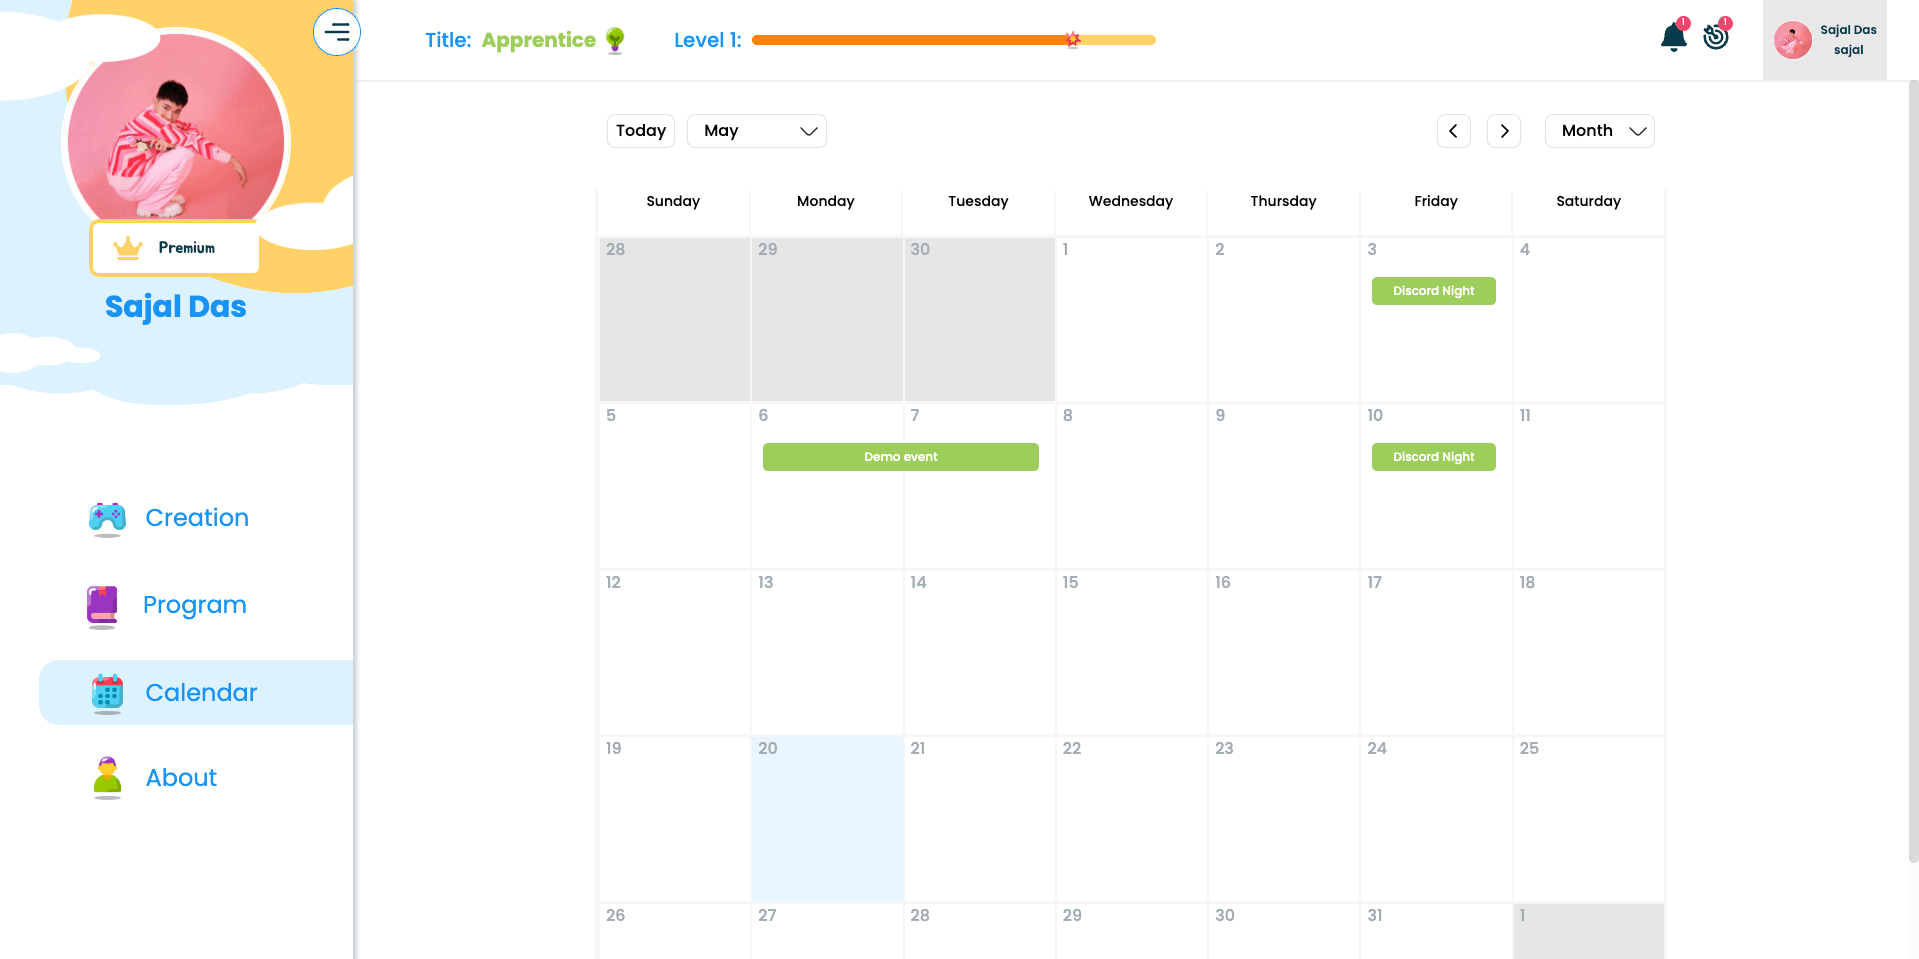 Title: Apprentice
Level 1:
1
1
Sajal Das
sajal
Premium
Sajal Das
Creation
Program
Calendar
About
Today
May
Month
Sunday Monday Tuesday Wednesday Thursday Friday Saturday
28 29 30 1 2 3 4
Discord Night
5 6 7 8 9 10 11
Demo event
Discord Night
12 13 14 15 16 17 18
19 20 21 22 23 24 25
26 27 28 29 30 31 1